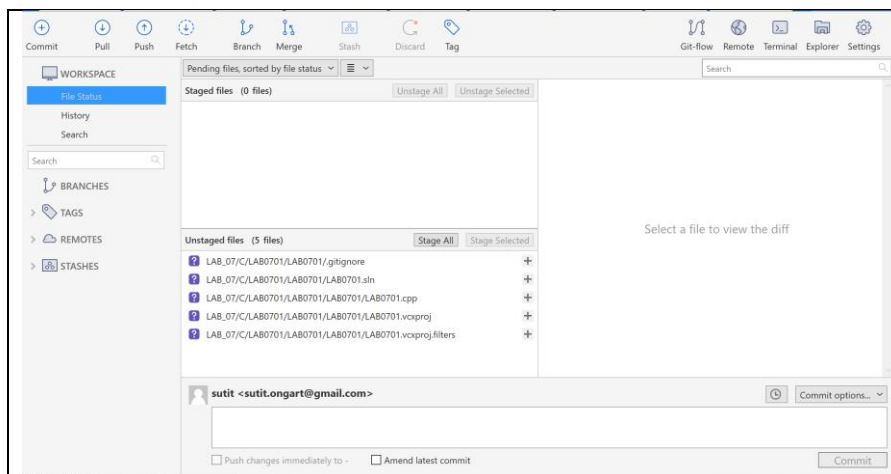 Commit Pull Push Fetch Branch Merge Stash Discard Tag Git-flow Remote Terminal Explorer Settings
WORKSPACE
File Status
History
Search
Search
BRANCHES
TAGS
REMOTES
STASHES
Pending files, sorted by file status
Search
Staged files (0 files) Unstage All Unstage Selected
Unstaged files (5 files) Stage All Stage Selected
LAB_07/C/LAB0701/LAB0701/.gitignore
LAB_07/C/LAB0701/LAB0701/LAB0701.sln
LAB_07/C/LAB0701/LAB0701/LAB0701/LAB0701.cpp
LAB_07/C/LAB0701/LAB0701/LAB0701/LAB0701.vcxproj
LAB_07/C/LAB0701/LAB0701/LAB0701/LAB0701.vcxproj.filters
Select a file to view the diff
sutit <sutit.ongart@gmail.com>
Commit options...
Push changes immediately to -
Amend latest commit
Commit